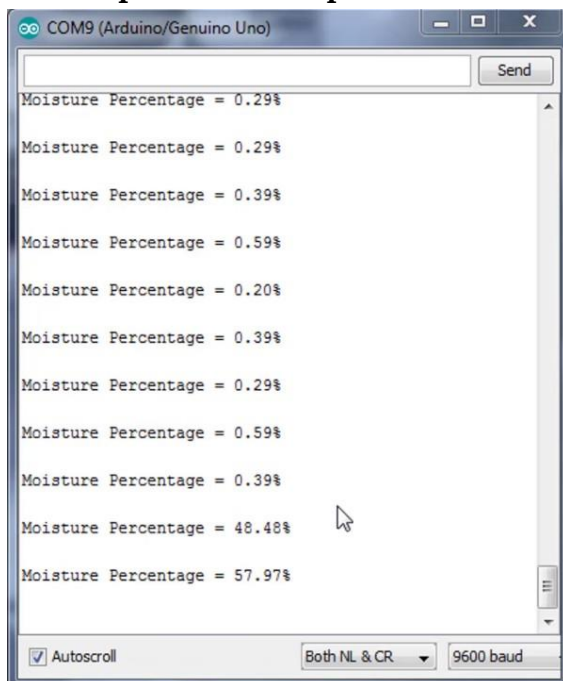 COM9 (Arduino/Genuino Uno)
Send
Moisture Percentage = 0.29%
Moisture Percentage = 0.29%
Moisture Percentage = 0.39%
Moisture Percentage = 0.59%
Moisture Percentage = 0.20%
Moisture Percentage = 0.39%
Moisture Percentage = 0.29%
Moisture Percentage = 0.59%
Moisture Percentage = 0.39%
Moisture Percentage = 48.48%
Moisture Percentage = 57.97%
Autoscroll Both NL & CR 9600 baud